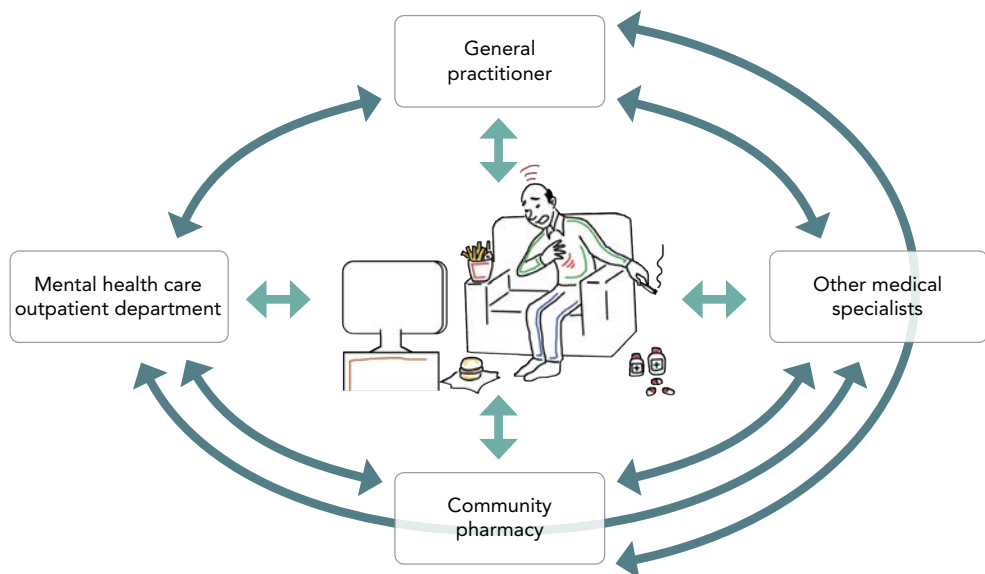 General
practitioner
Mental health care
outpatient department
Other medical
specialists
Community
pharmacy